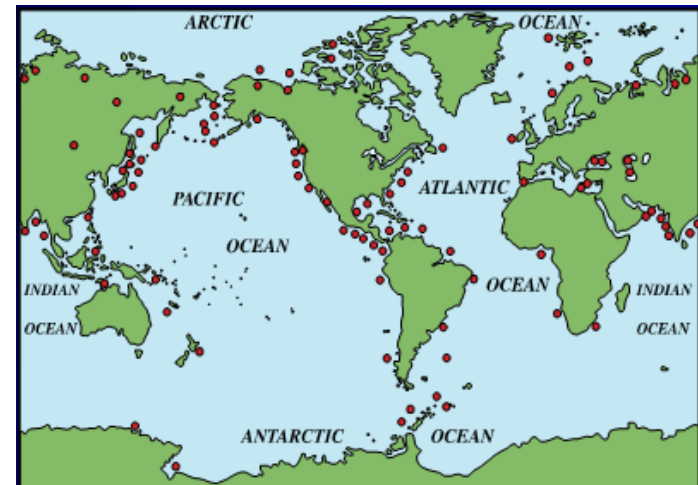 ARCTIC
OCEAN
PACIFIC
OCEAN
ATLANTIC
OCEAN
INDIAN
OCEAN
INDIAN
OCEAN
ANTARCTIC
OCEAN